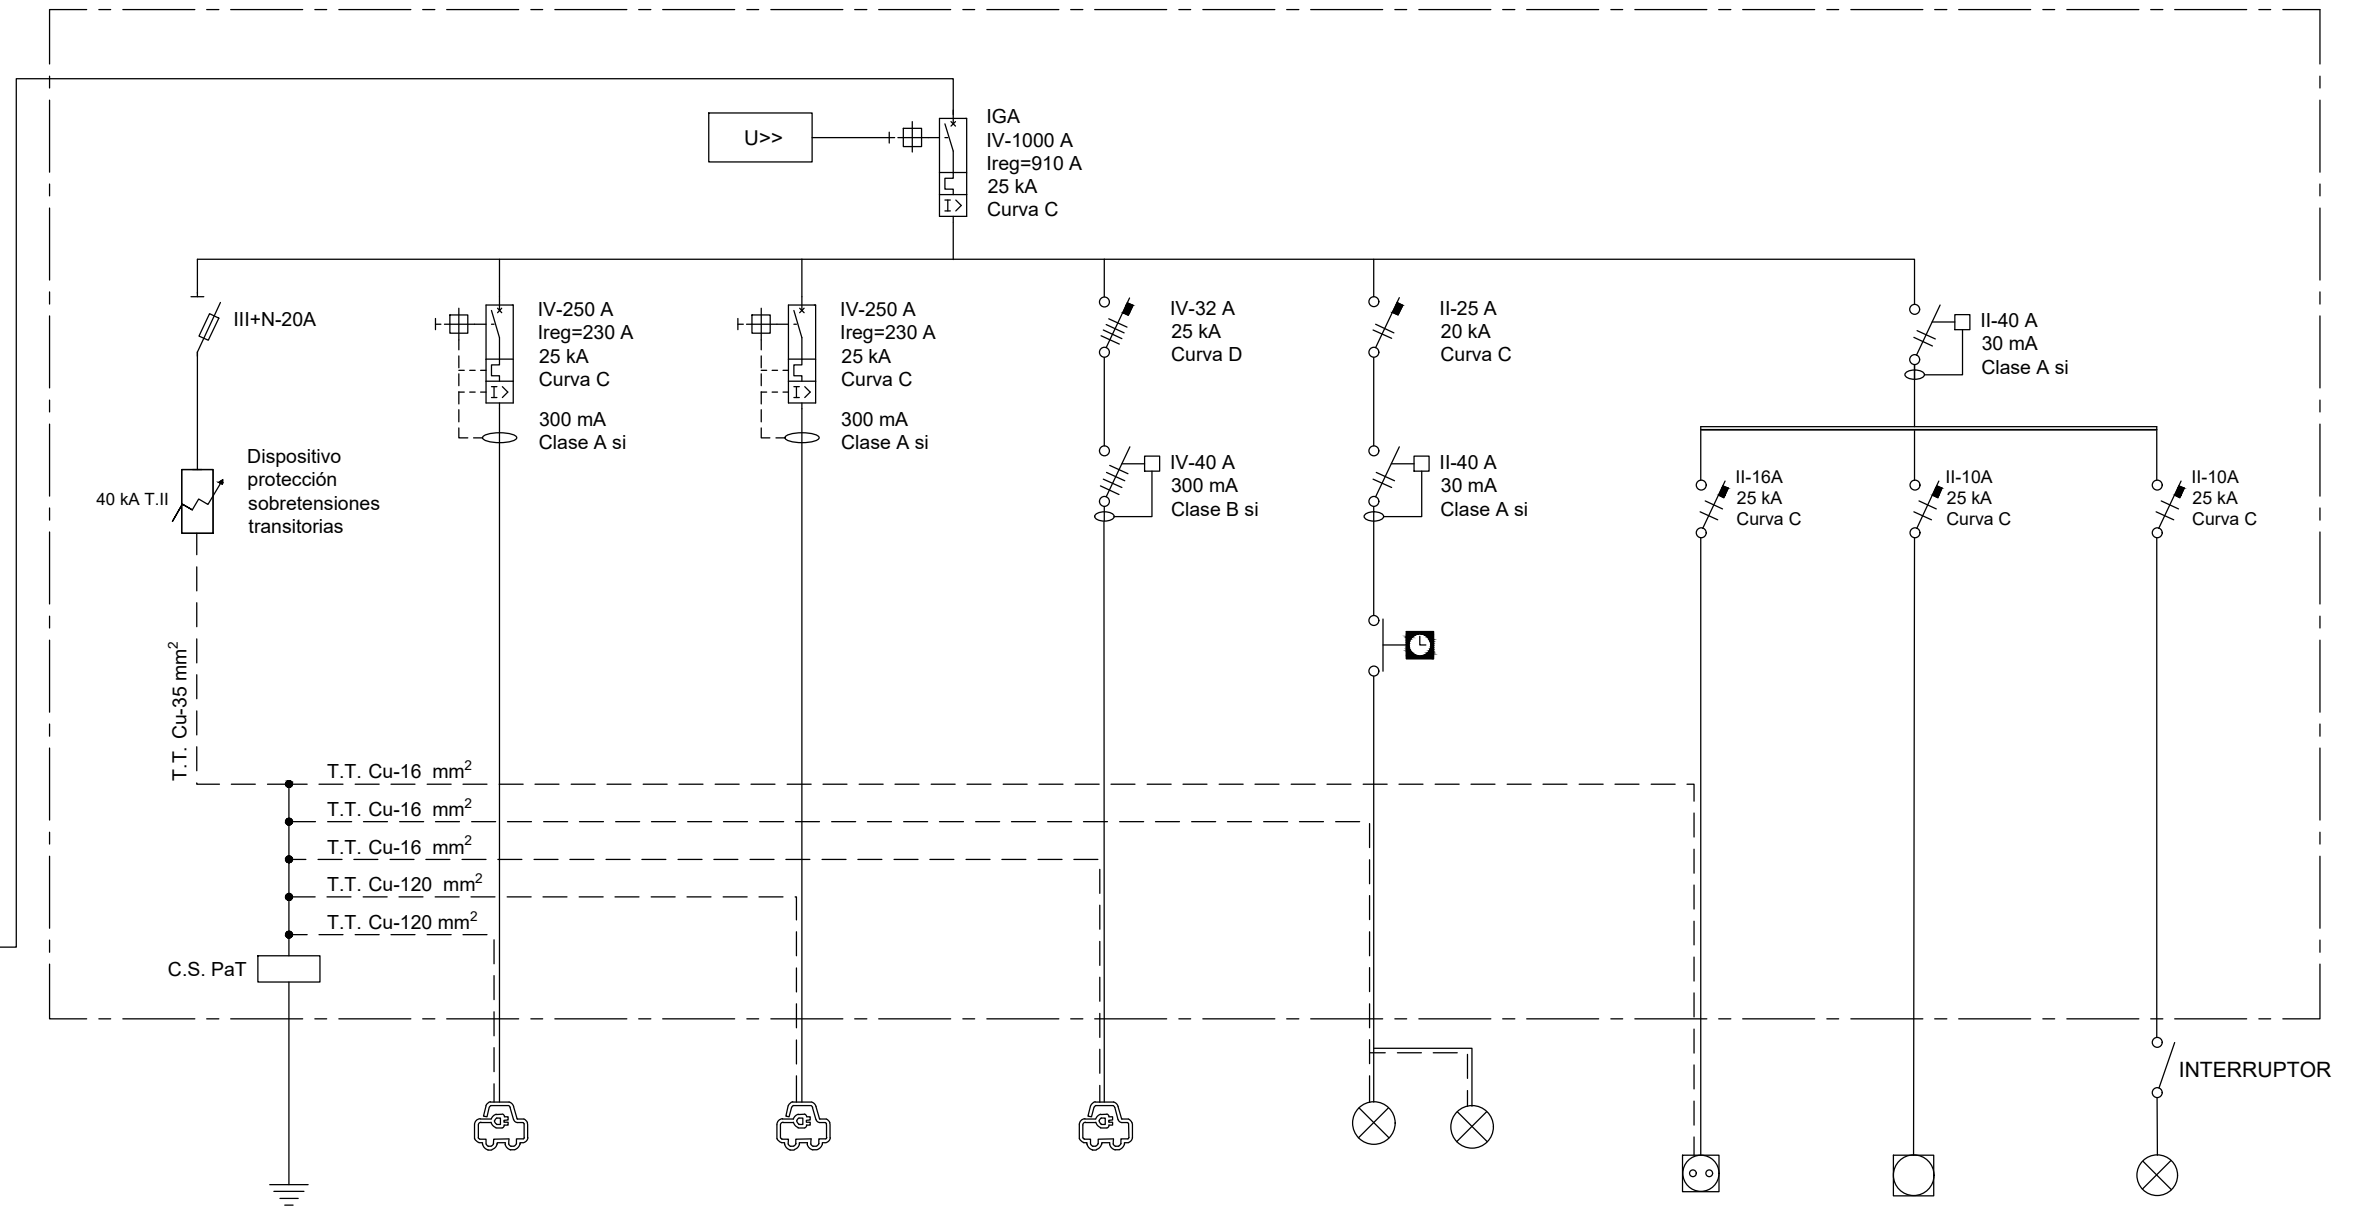 IGA
IV-1000 A
Ireg=910 A
25 kA
Curva C
U>>
I>
III+N-20A
IV-250 A
Ireg=230 A
25 kA
Curva C
300 mA
Clase A si
I>
IV-250 A
Ireg=230 A
25 kA
Curva C
300 mA
Clase A si
I>
IV-32 A
25 kA
Curva D
IV-40 A
300 mA
Clase B si
II-25 A
20 kA
Curva C
II-40 A
30 mA
Clase A si
II-40 A
30 mA
Clase A si
II-16A
25 kA
Curva C
II-10A
25 kA
Curva C
II-10A
25 kA
Curva C
40 kA T.II
Dispositivo
protección
sobretensiones
transitorias
T.T. Cu-35 mm²
T.T. Cu-16 mm²
T.T. Cu-16 mm²
T.T. Cu-16 mm²
T.T. Cu-120 mm²
T.T. Cu-120 mm²
C.S. PaT
INTERRUPTOR